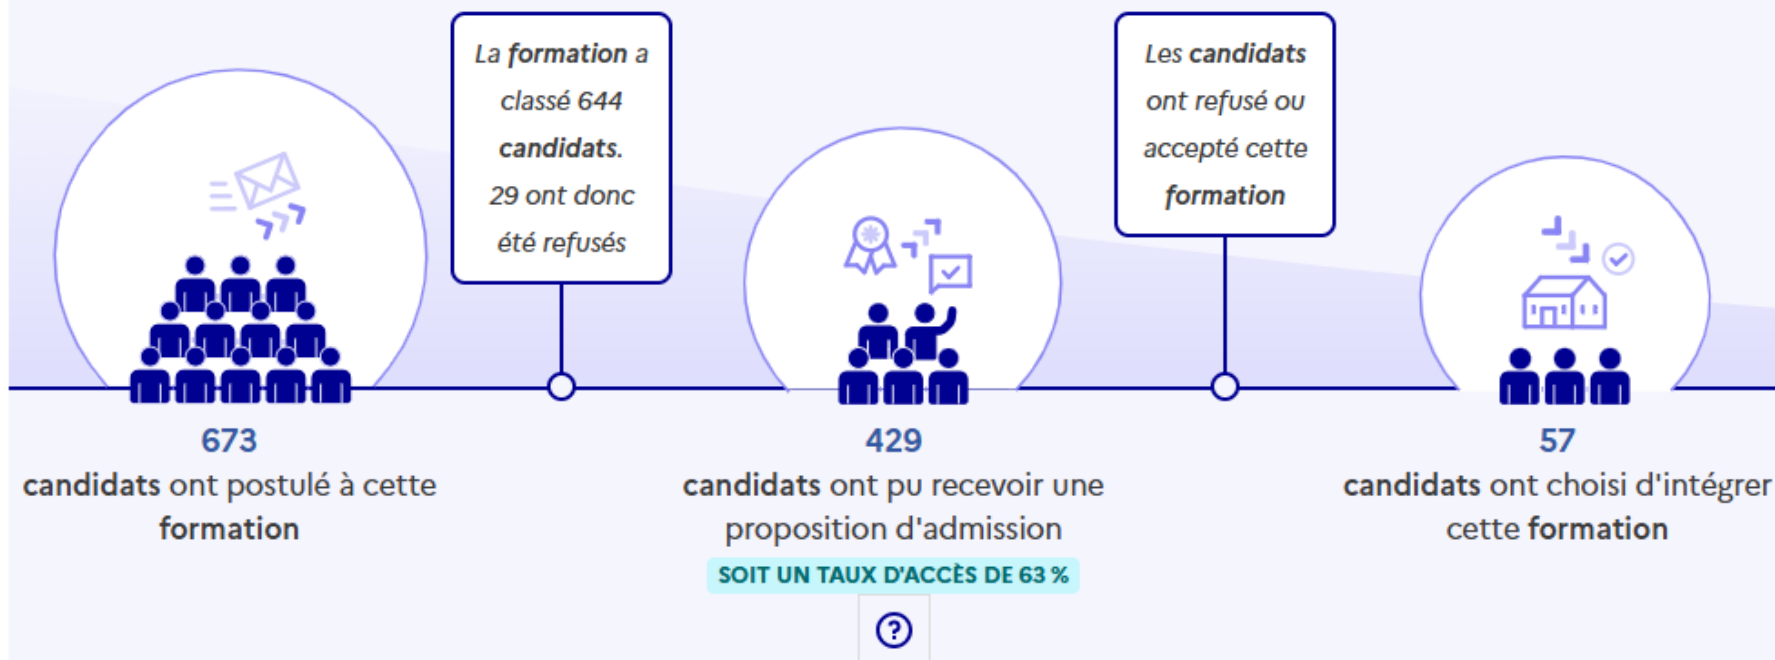 La formation a
classé 644
candidats.
29 ont donc
été refusés
Les candidats
ont refusé ou
accepté cette
formation
673
candidats ont postulé à cette
formation
429
candidats ont pu recevoir une
proposition d'admission
SOIT UN TAUX D'ACCÈS DE 63 %
?
57
candidats ont choisi d'intégrer
cette formation